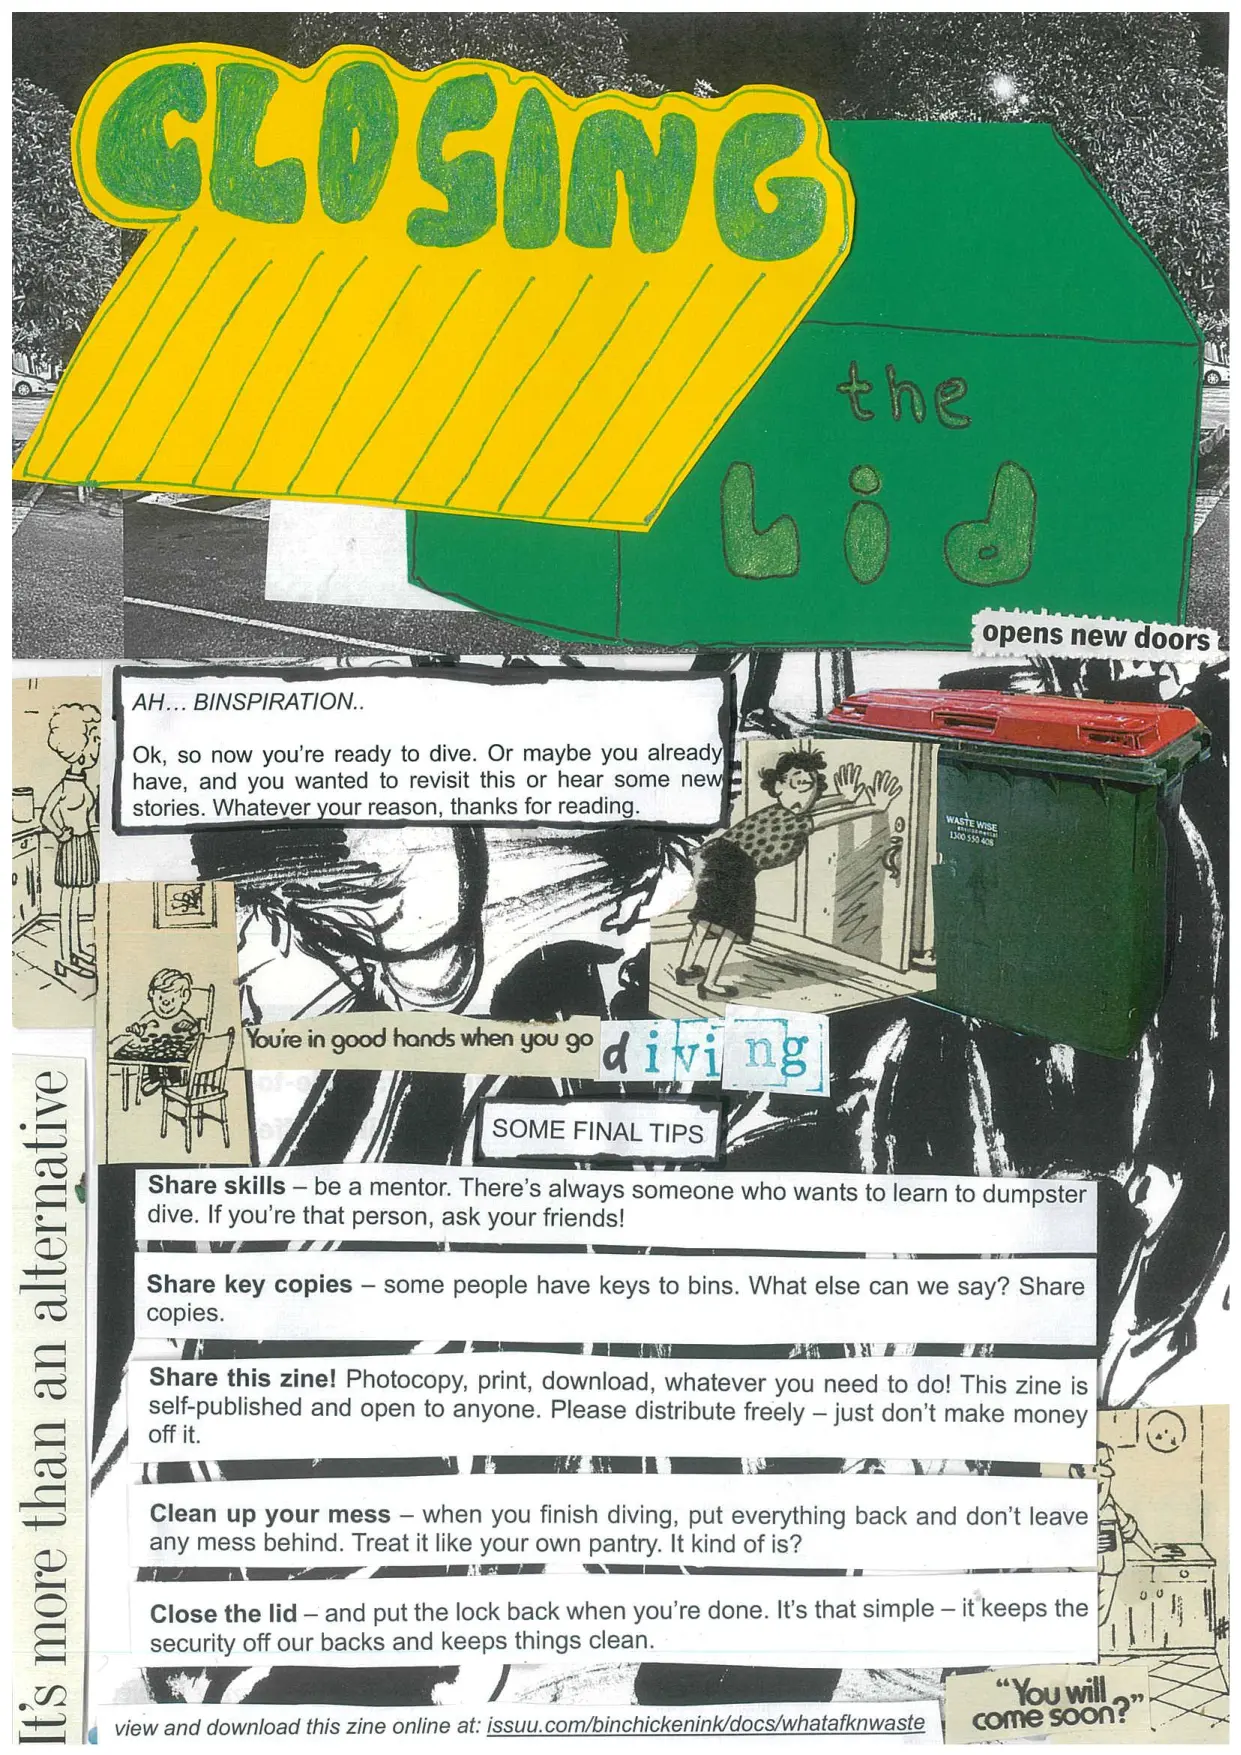 CLOSING
the
Lid
opens new doors
AH... BINSPIRATION..
Ok, so now you're ready to dive. Or maybe you already
have, and you wanted to revisit this or hear some new
stories. Whatever your reason, thanks for reading.
WASTE WISE
environmental
1300 550 408
You're in good hands when you go
diving
SOME FINAL TIPS
Share skills – be a mentor. There's always someone who wants to learn to dumpster
dive. If you're that person, ask your friends!
Share key copies – some people have keys to bins. What else can we say? Share
copies.
Share this zine! Photocopy, print, download, whatever you need to do! This zine is
self-published and open to anyone. Please distribute freely – just don't make money
off it.
Clean up your mess – when you finish diving, put everything back and don't leave
any mess behind. Treat it like your own pantry. It kind of is?
Close the lid – and put the lock back when you're done. It's that simple – it keeps the
security off our backs and keeps things clean.
It's more than an alternative
"You will
come soon?"
view and download this zine online at: issuu.com/binchickenink/docs/whatafknwaste